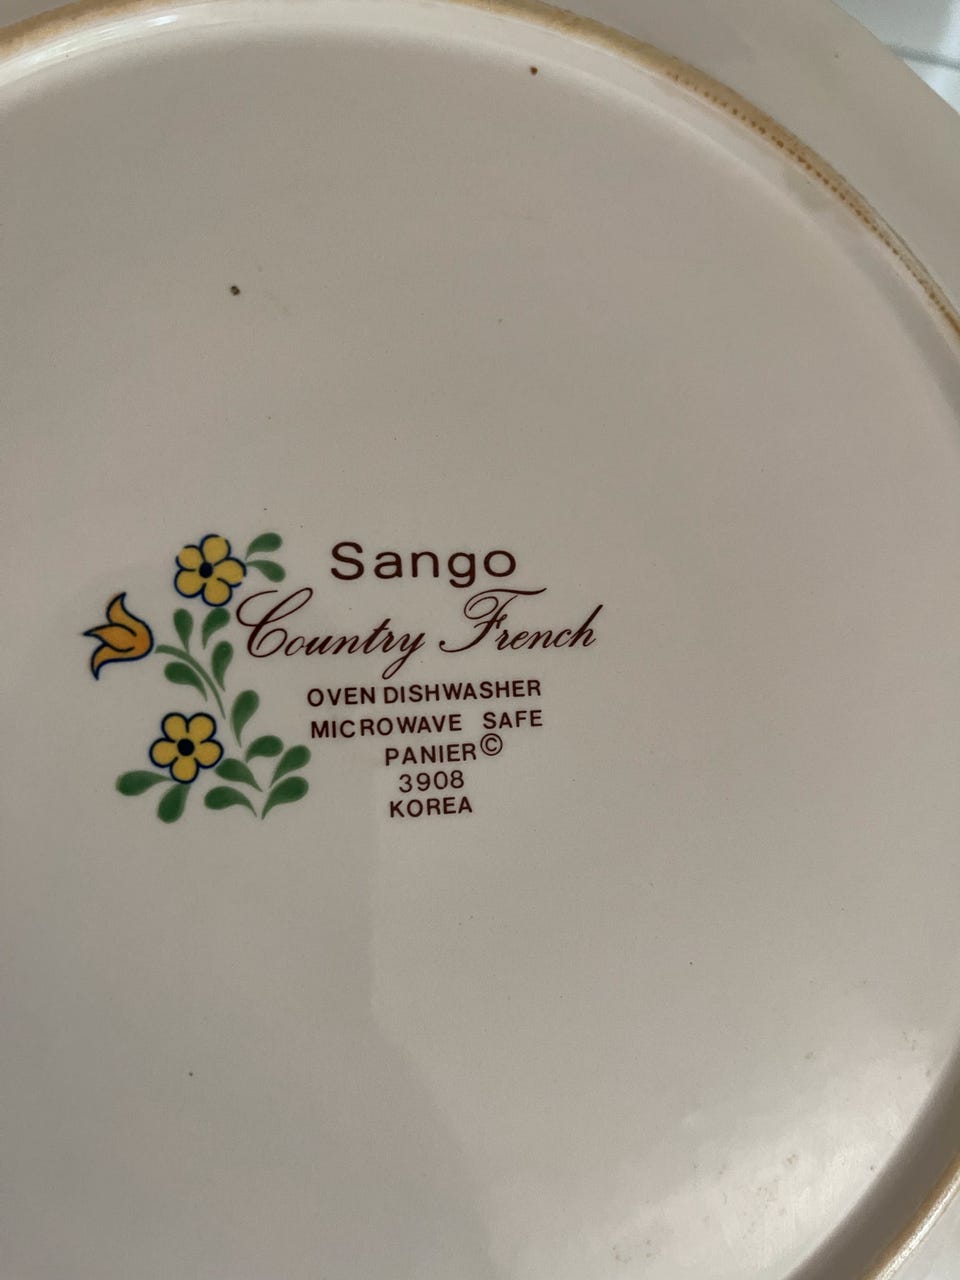 Sango
Country French
OVEN DISHWASHER
MICROWAVE SAFE
PANIER©
3908
KOREA